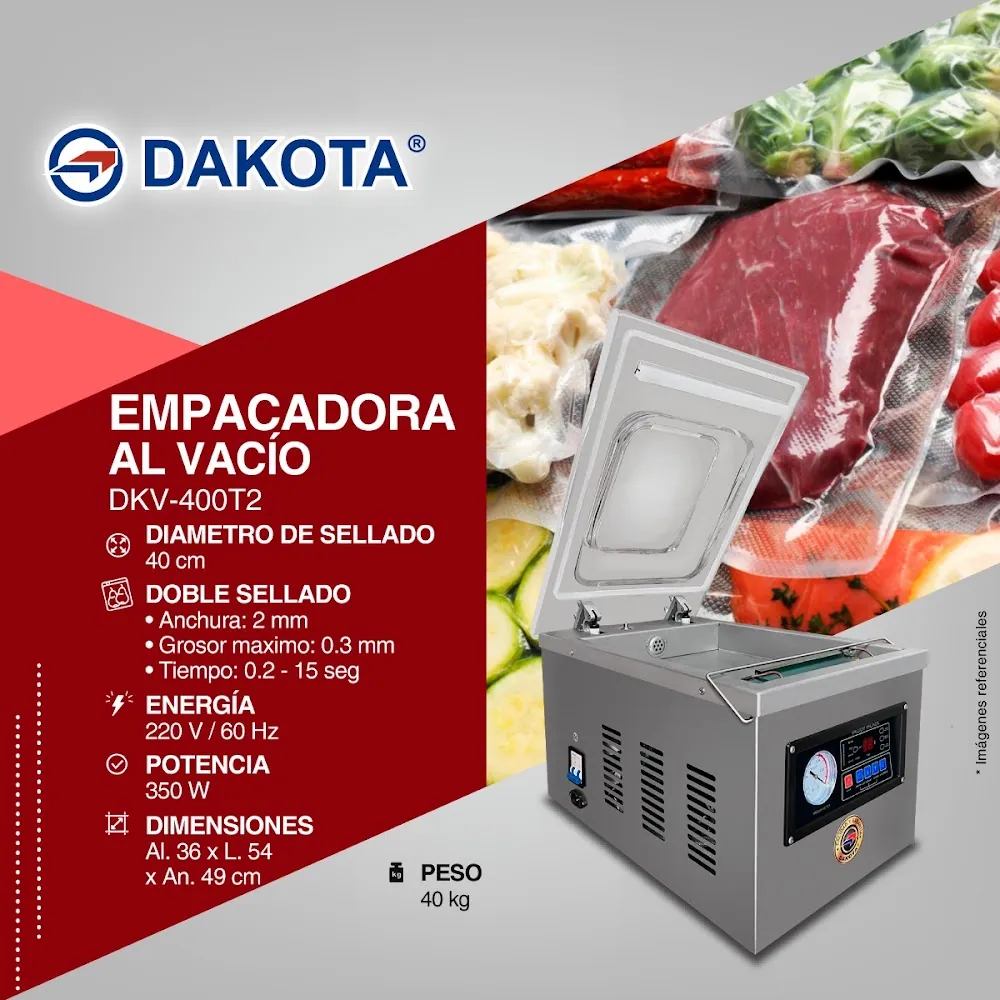 DAKOTA®
EMPACADORA
AL VACÍO
DKV-400T2
DIAMETRO DE SELLADO
40 cm
DOBLE SELLADO
• Anchura: 2 mm
• Grosor maximo: 0.3 mm
• Tiempo: 0.2 - 15 seg
ENERGÍA
220 V / 60 Hz
POTENCIA
350 W
DIMENSIONES
Al. 36 x L. 54
x An. 49 cm
kg
PESO
40 kg
* Imágenes referenciales